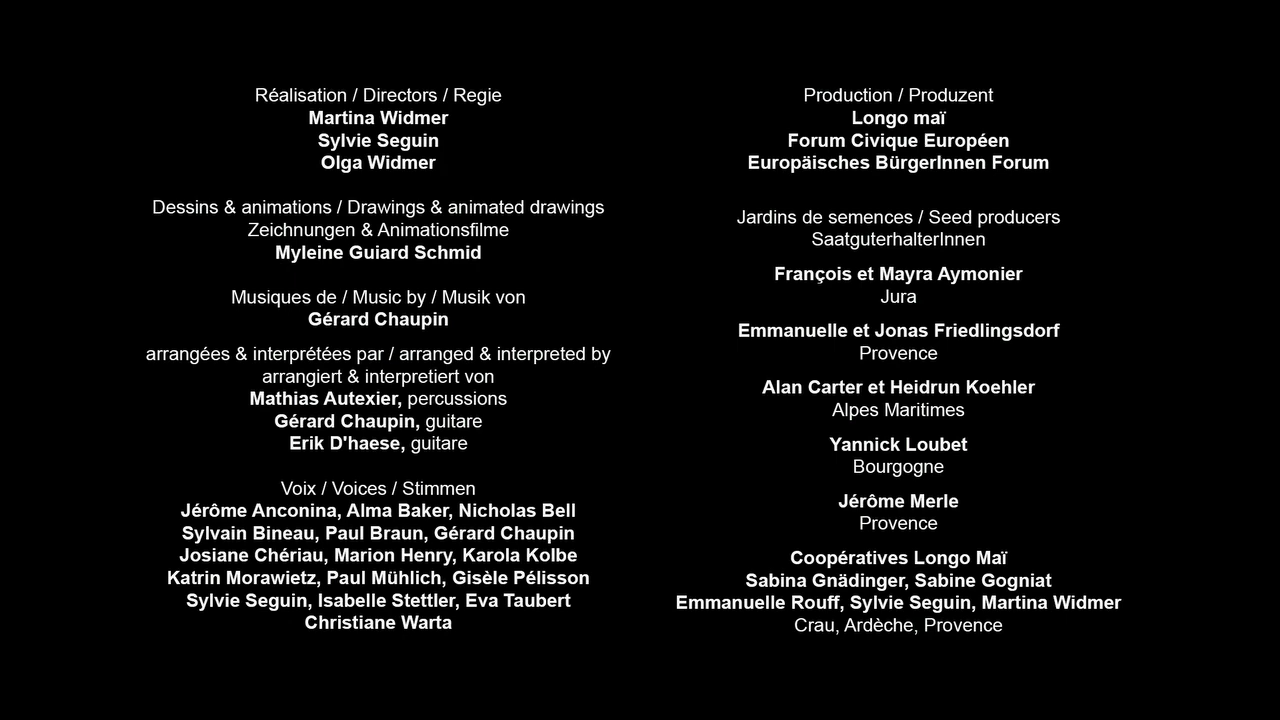 Réalisation / Directors / Regie
Martina Widmer
Sylvie Seguin
Olga Widmer
Dessins & animations / Drawings & animated drawings
Zeichnungen & Animationsfilme
Myleine Guiard Schmid
Musiques de / Music by / Musik von
Gérard Chaupin
arrangées & interprétées par / arranged & interpreted by
arrangiert & interpretiert von
Mathias Autexier, percussions
Gérard Chaupin, guitare
Erik D'haese, guitare
Voix / Voices / Stimmen
Jérôme Anconina, Alma Baker, Nicholas Bell
Sylvain Bineau, Paul Braun, Gérard Chaupin
Josiane Chériau, Marion Henry, Karola Kolbe
Katrin Morawietz, Paul Mühlich, Gisèle Pélisson
Sylvie Seguin, Isabelle Stettler, Eva Taubert
Christiane Warta
Production / Produzent
Longo maï
Forum Civique Européen
Europäisches BürgerInnen Forum
Jardins de semences / Seed producers
SaatguterhalterInnen
François et Mayra Aymonier
Jura
Emmanuelle et Jonas Friedlingsdorf
Provence
Alan Carter et Heidrun Koehler
Alpes Maritimes
Yannick Loubet
Bourgogne
Jérôme Merle
Provence
Coopératives Longo Maï
Sabina Gnädinger, Sabine Gogniat
Emmanuelle Rouff, Sylvie Seguin, Martina Widmer
Crau, Ardèche, Provence